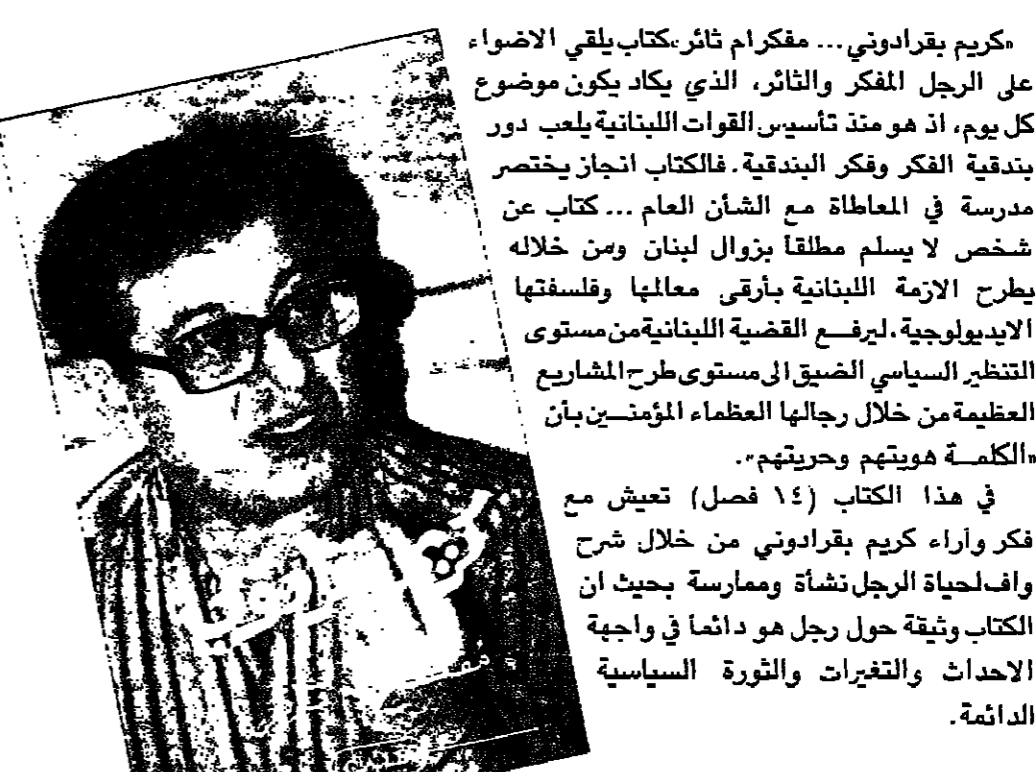 «كريم بقرادوني... مفكر ام ثائر» كتاب يلقي الاضواء
على الرجل المفكر والثائر، الذي يكاد يكون موضوع
كل يوم، اذ هو منذ تأسيس القوات اللبنانية يلعب دور
بندقية الفكر وفكر البندقية. فالكتاب انجاز يختصر
مدرسة في المعاطاة مع الشأن العام ... كتاب عن
شخص لا يسلم مطلقاً بزوال لبنان ومن خلاله
يطرح الازمة اللبنانية بأرقى معالمها وفلسفتها
الايديولوجية. ليرفع القضية اللبنانية من مستوى
التنظير السياسي الضيق الى مستوى طرح المشاريع
العظيمة من خلال رجالها العظماء المؤمنين بأن
«الكلمة هويتهم وحريتهم».
في هذا الكتاب (١٤ فصل) تعيش مع
فكر وآراء كريم بقرادوني من خلال شرح
واف لحياة الرجل نشأة وممارسة بحيث ان
الكتاب وثيقة حول رجل هو دائماً في واجهة
الاحداث والتغيرات والثورة السياسية
الدائمة.